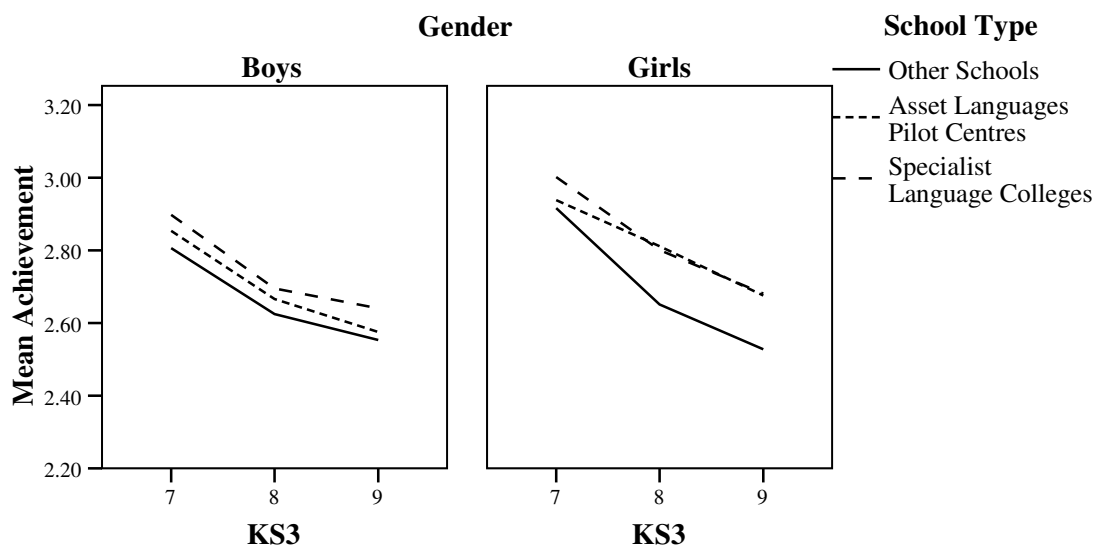 Gender
School Type
Boys
Girls
Other Schools
Asset Languages
Pilot Centres
Specialist
Language Colleges
Mean Achievement
3.20
3.00
2.80
2.60
2.40
2.20
7
8
9
7
8
9
KS3
KS3